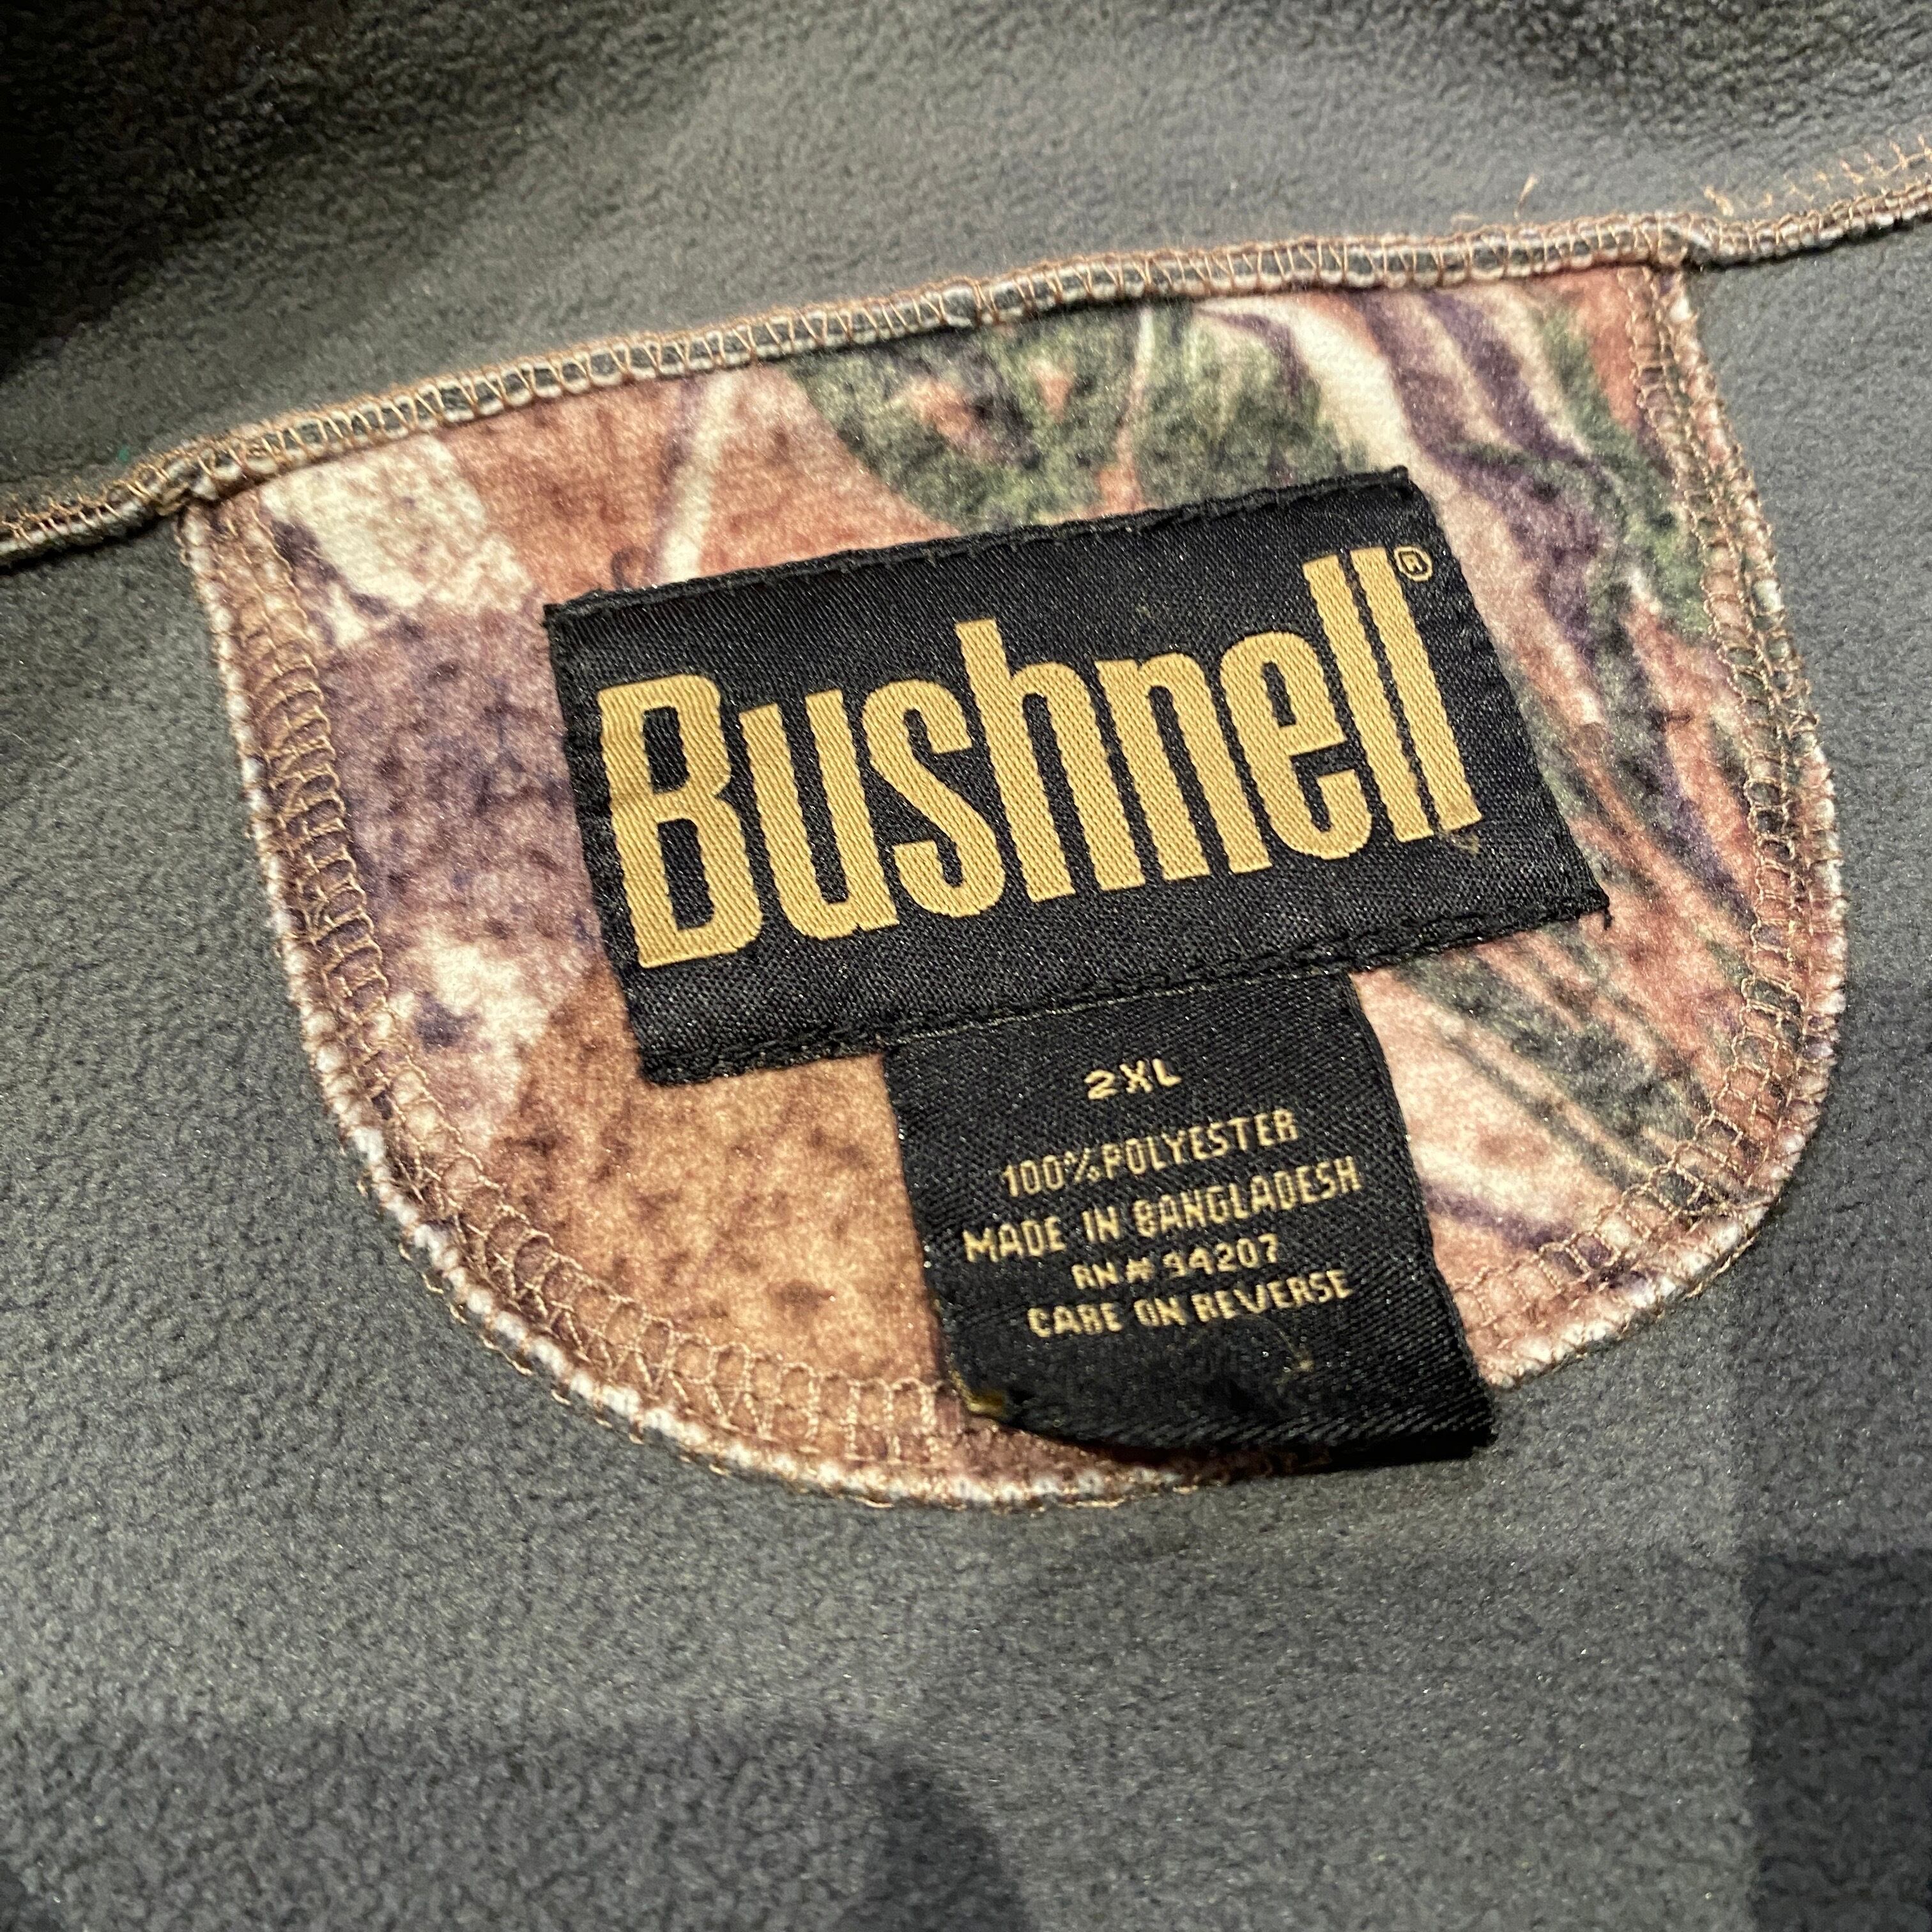 Bushnell®
2XL
100% POLYESTER
MADE IN BANGLADESH
RN# 94207
CARE ON REVERSE